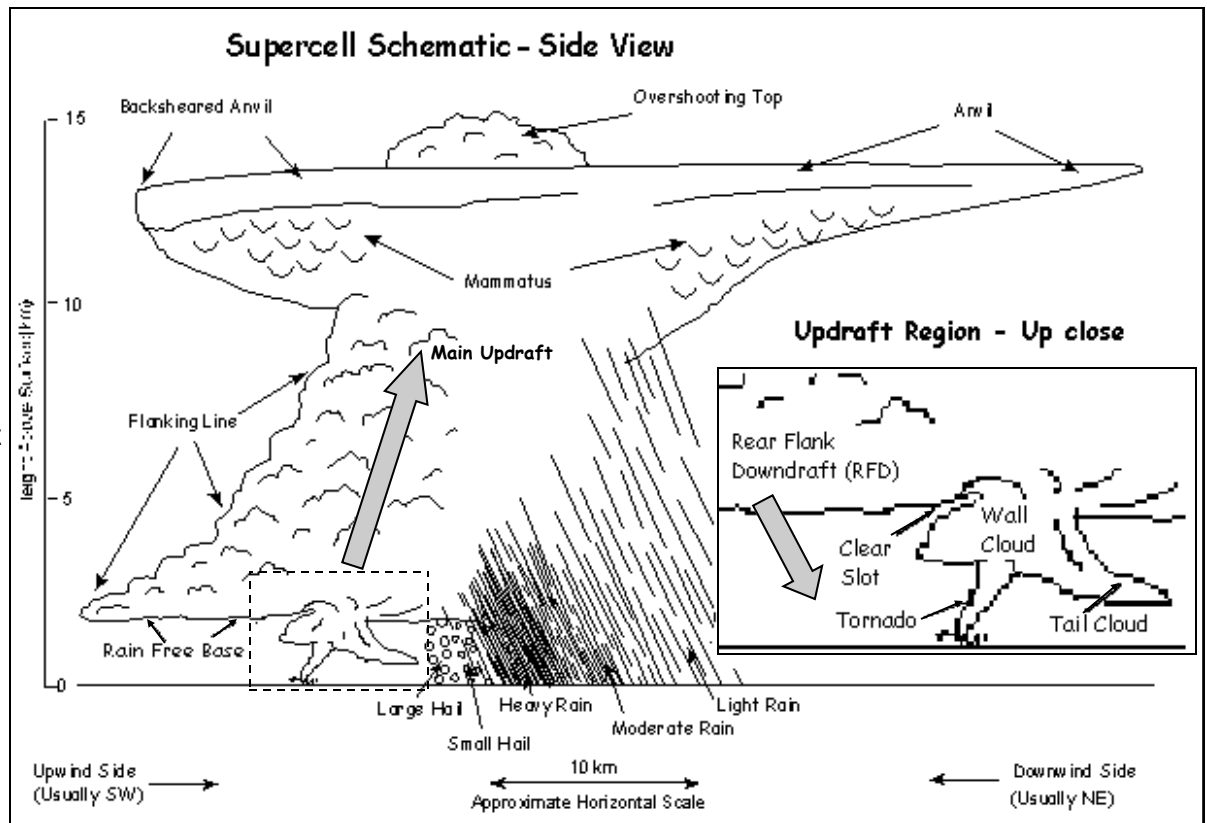 Supercell Schematic - Side View
Backsheared Anvil
Overshooting Top
Anvil
15
Mammatus
10
Updraft Region - Up close
Main Updraft
Flanking Line
Rear Flank
Downdraft (RFD)
5
Wall
Cloud
Clear
Slot
Tornado
Tail Cloud
Rain Free Base
0
Large Hail
Heavy Rain
Light Rain
Moderate Rain
Small Hail
Upwind Side
(Usually SW)
10 km
Approximate Horizontal Scale
Downwind Side
(Usually NE)